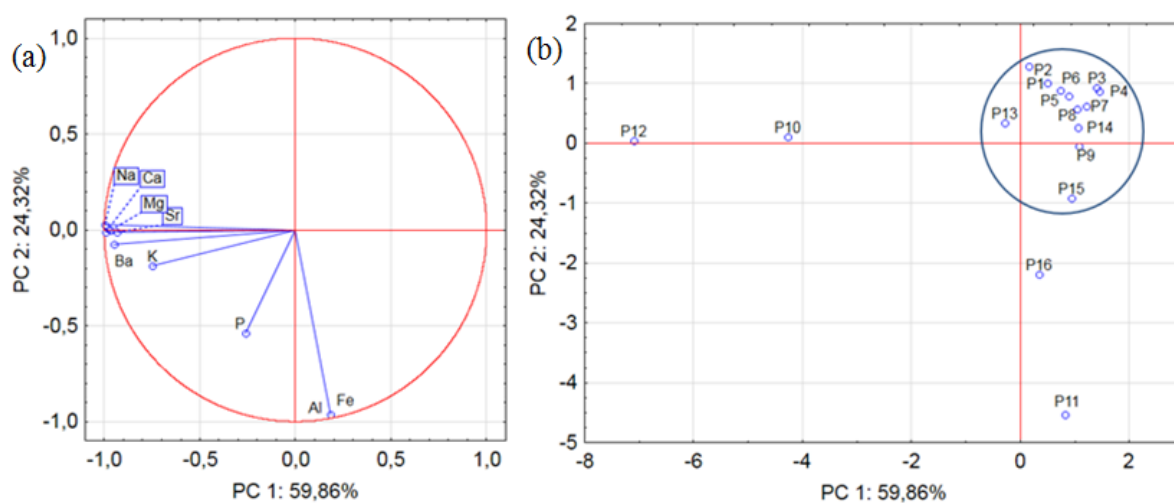 (a)
1,0
0,5
0,0
-0,5
-1,0
PC 2: 24,32%
Na
Ca
Mg
Sr
Ba
K
P
Al
Fe
-1,0 -0,5 0,0 0,5 1,0
PC 1: 59,86%
(b)
2
1
0
-1
-2
-3
-4
-5
PC 2: 24,32%
P2
P6
P3
P1
P4
P5
P7
P8
P13
P14
P12
P10
P9
P15
P16
P11
-8 -6 -4 -2 0 2
PC 1: 59,86%